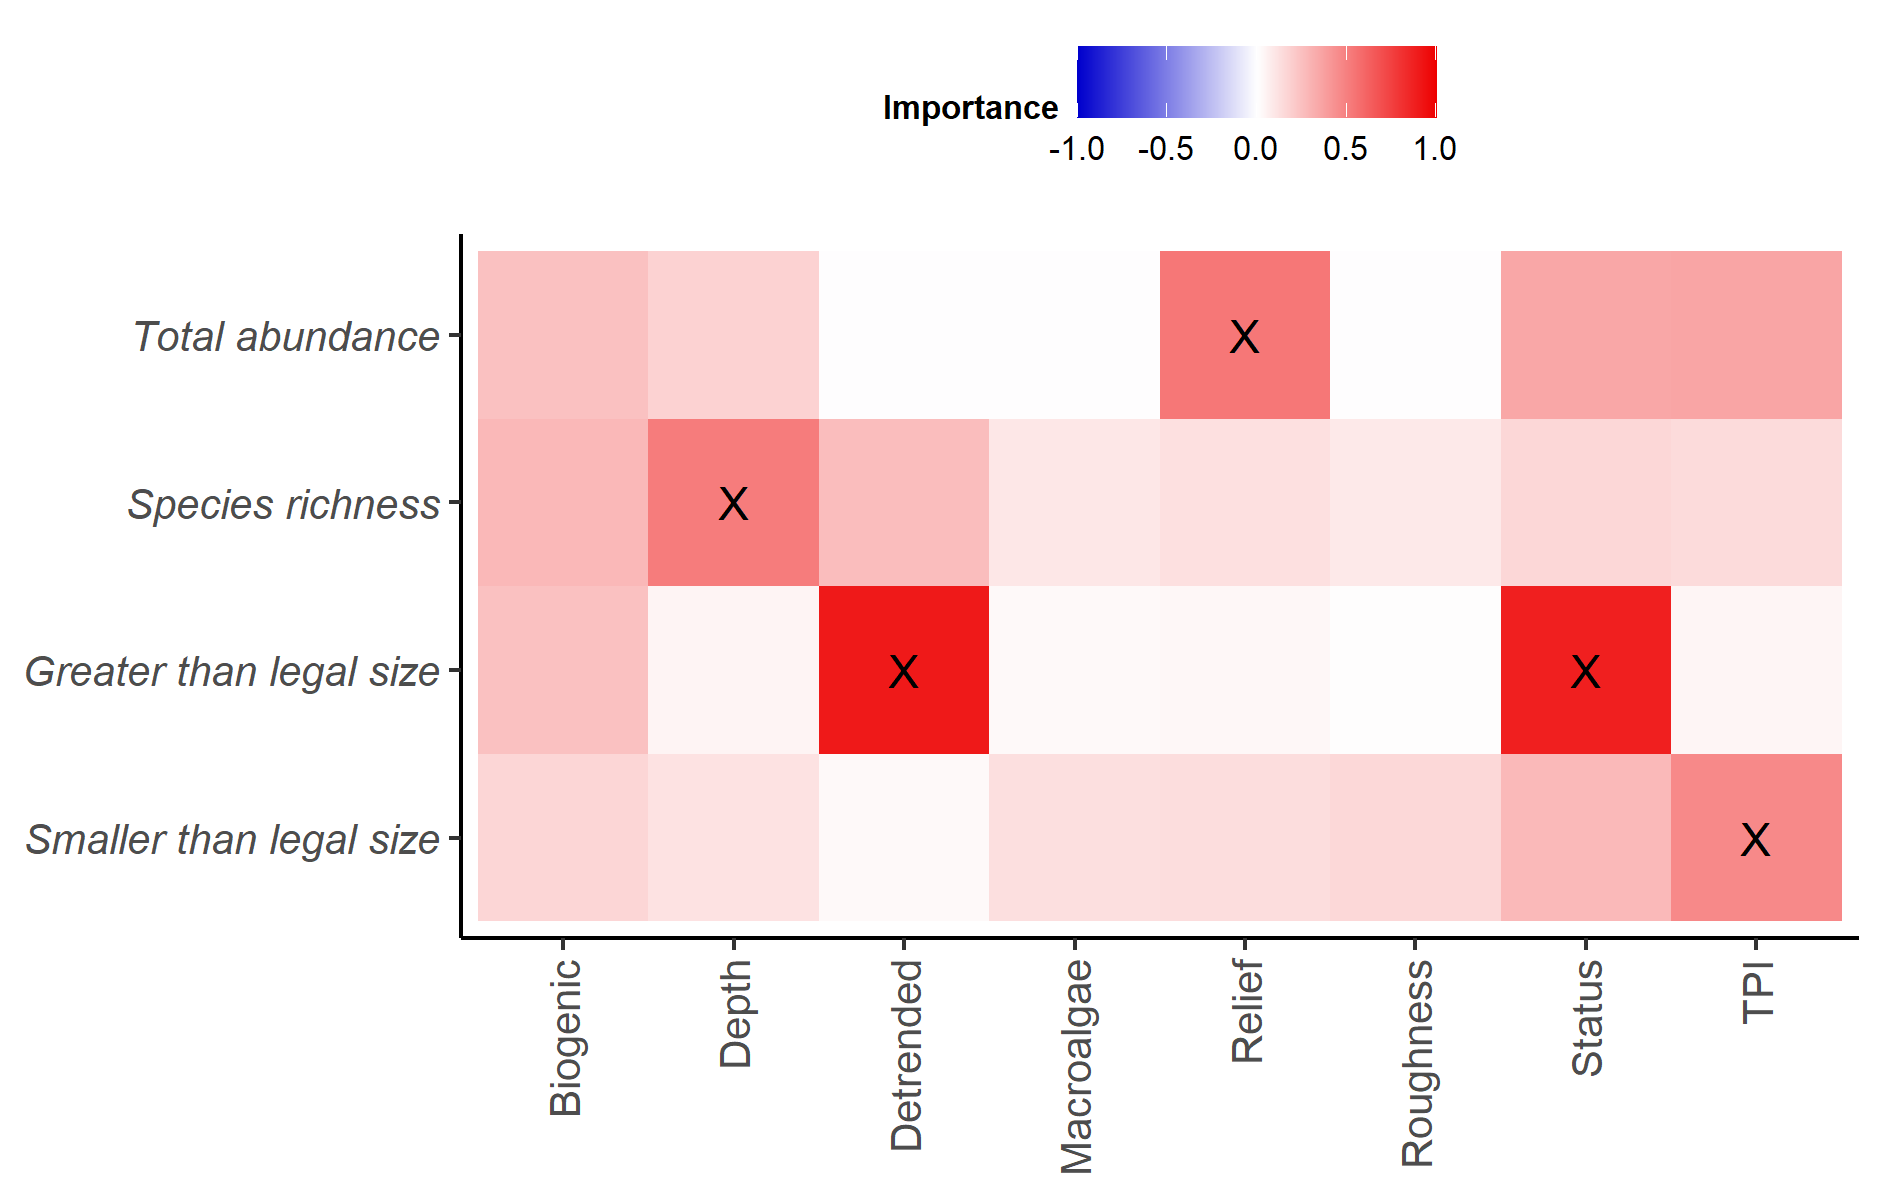 Importance
-1.0 -0.5 0.0 0.5 1.0
Total abundance
X
Species richness
X
Greater than legal size
X X
Smaller than legal size
X
Biogenic
Depth
Detrended
Macroalgae
Relief
Roughness
Status
TPI